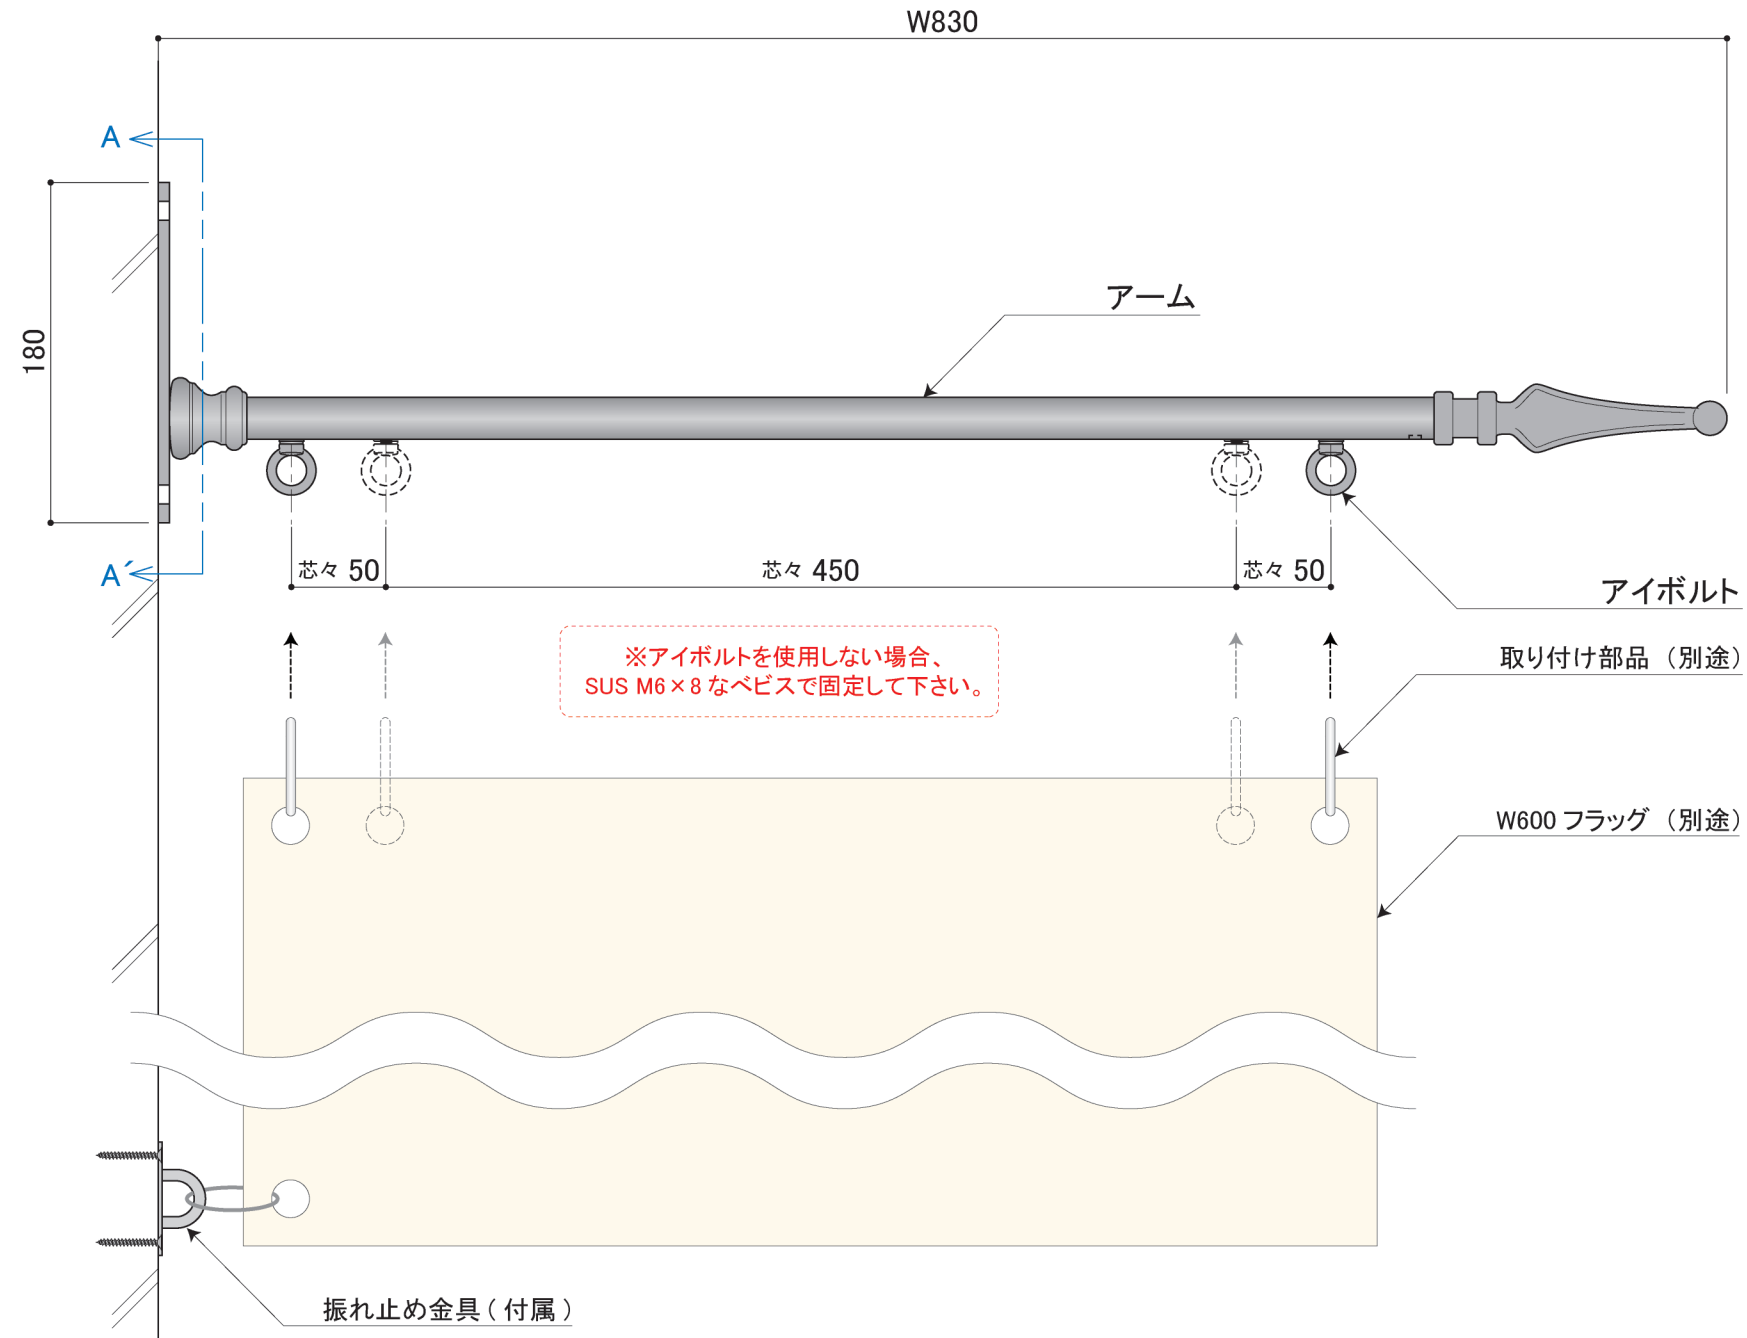 W830
A
180
アーム
A´
芯々 50
芯々 450
芯々 50
アイボルト
※アイボルトを使用しない場合、
SUS M6×8 なベビスで固定して下さい。
取り付け部品（別途）
W600 フラッグ（別途）
振れ止め金具（付属）